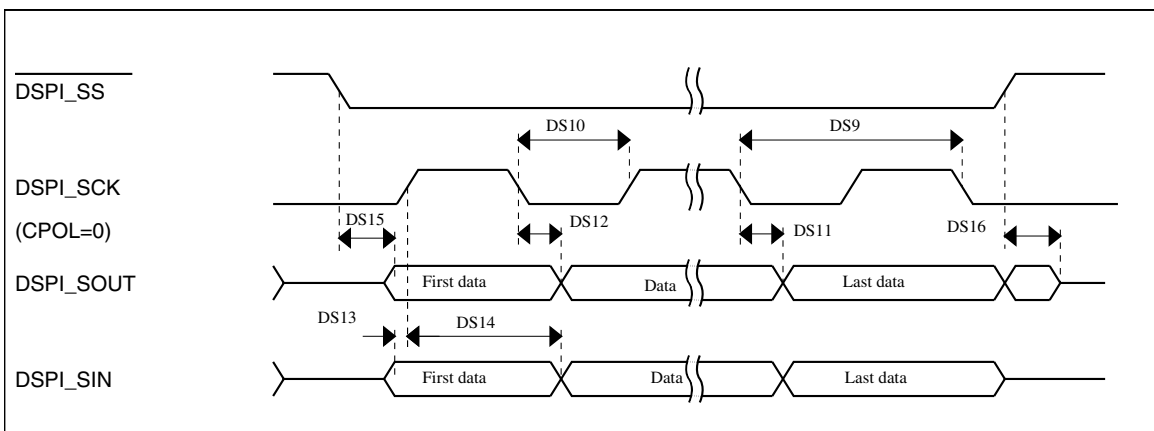 DSPI_SS
DS10
DS9
DSPI_SCK
(CPOL=0)
DS15
DS12
DS11
DS16
DSPI_SOUT
First data
Data
Last data
DS13
DS14
DSPI_SIN
First data
Data
Last data